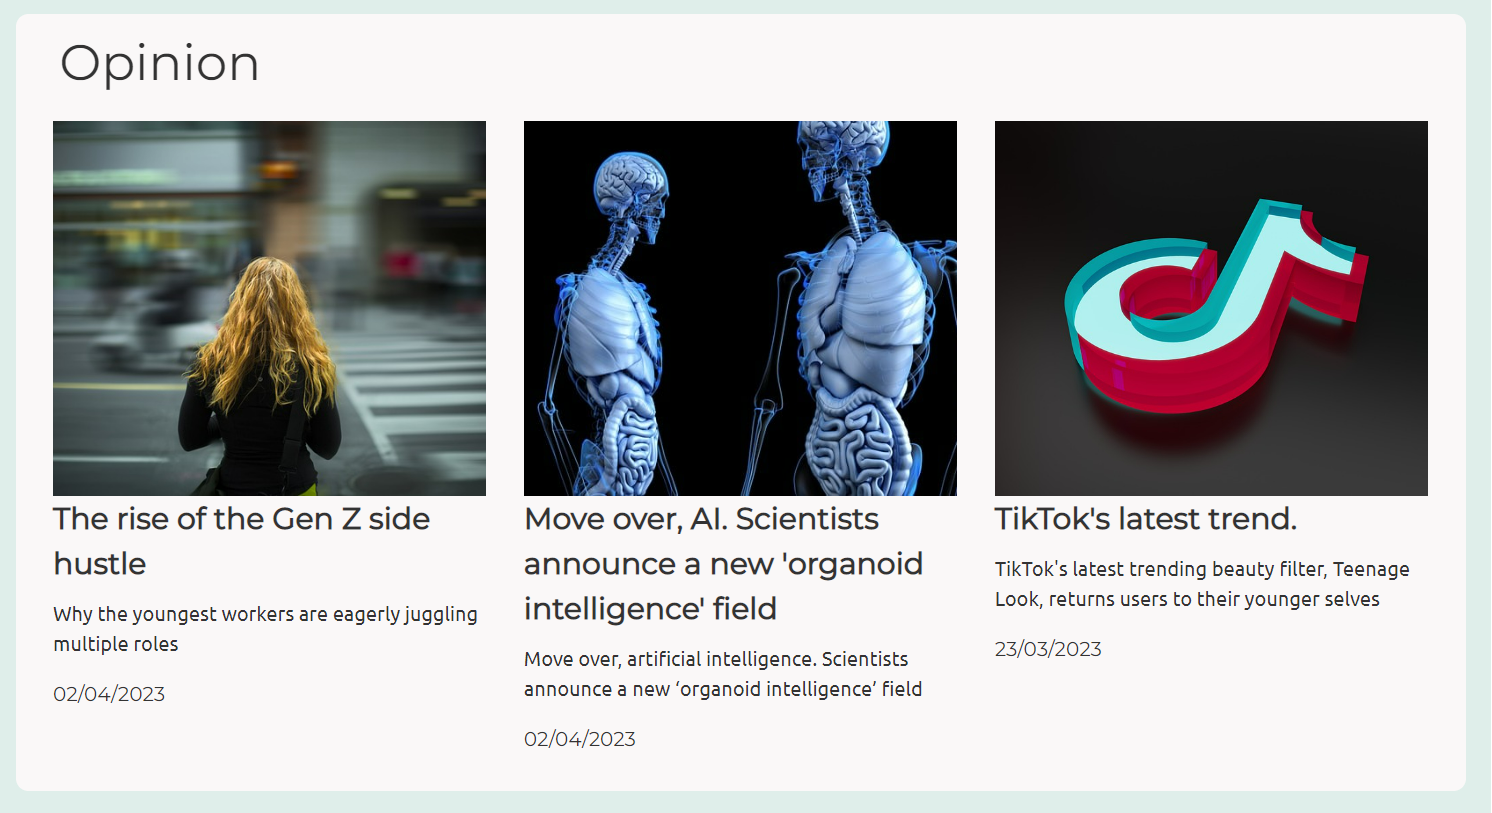 Opinion
The rise of the Gen Z side
hustle
Why the youngest workers are eagerly juggling
multiple roles
02/04/2023
Move over, AI. Scientists
announce a new 'organoid
intelligence' field
Move over, artificial intelligence. Scientists
announce a new ‘organoid intelligence’ field
02/04/2023
TikTok's latest trend.
TikTok's latest trending beauty filter, Teenage
Look, returns users to their younger selves
23/03/2023